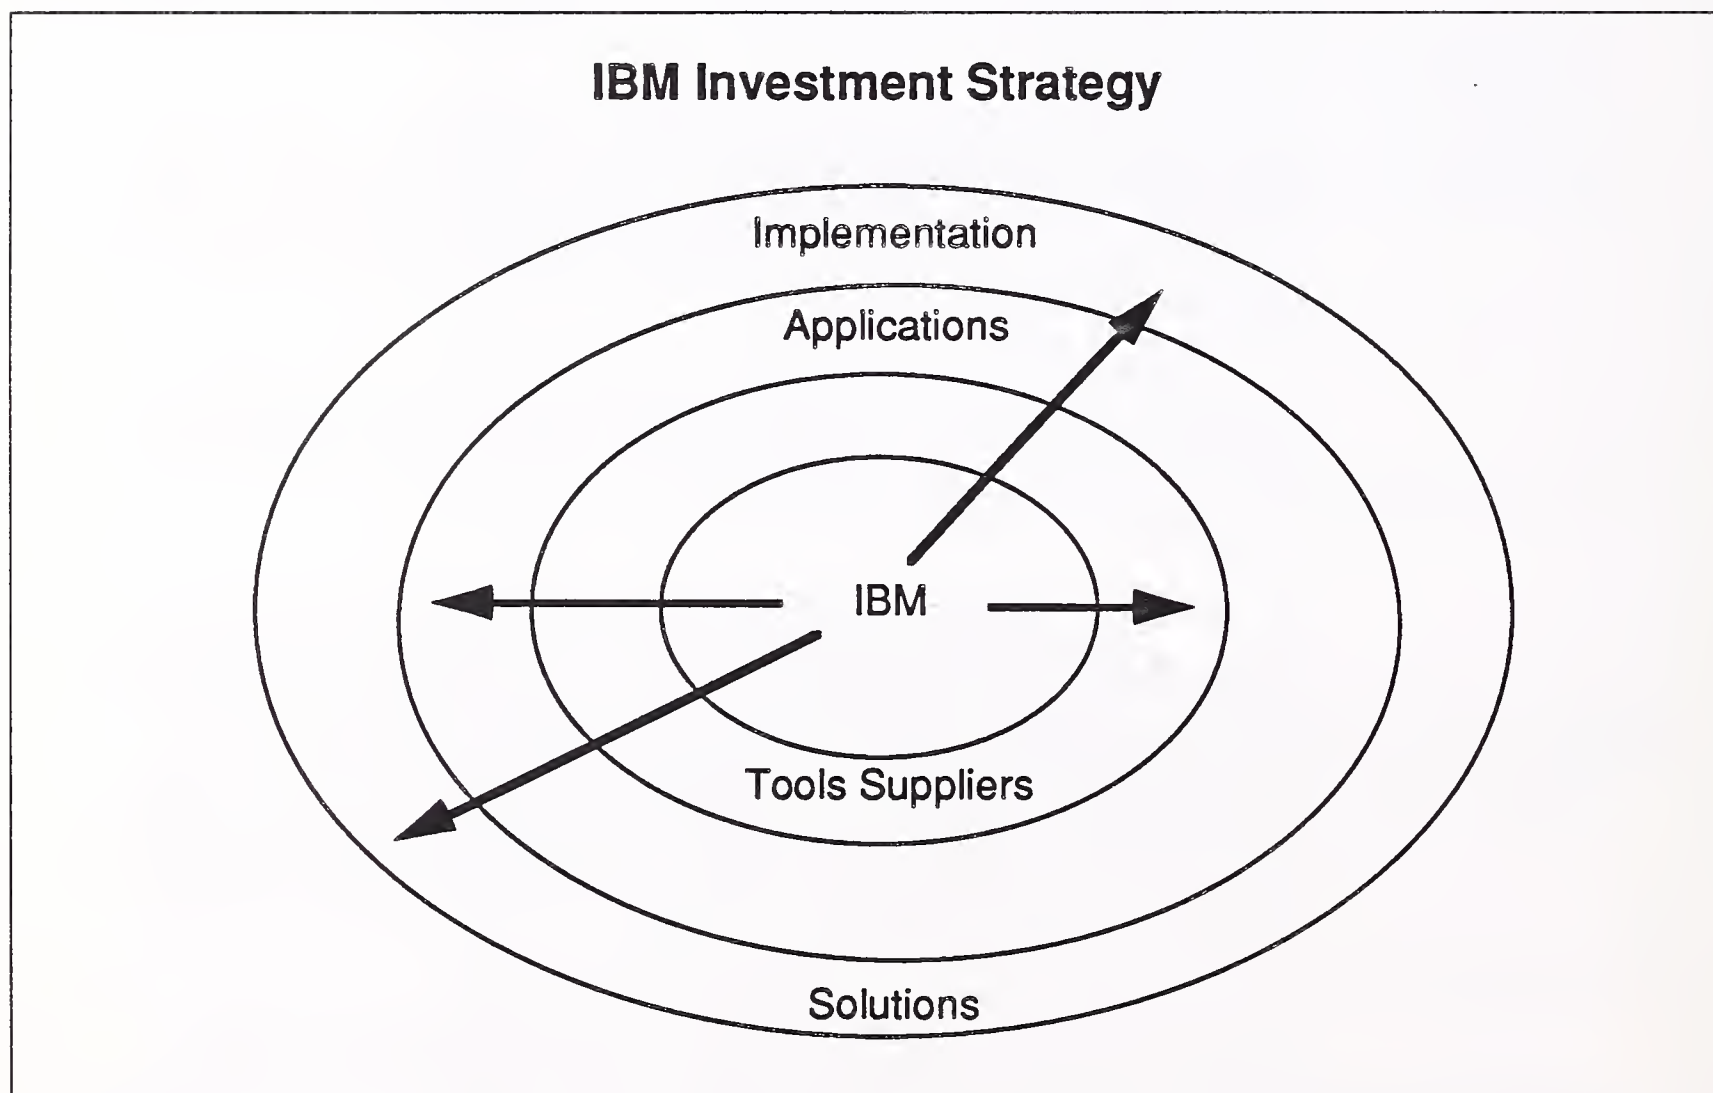 IBM Investment Strategy
Implementation
Applications
IBM
Tools Suppliers
Solutions